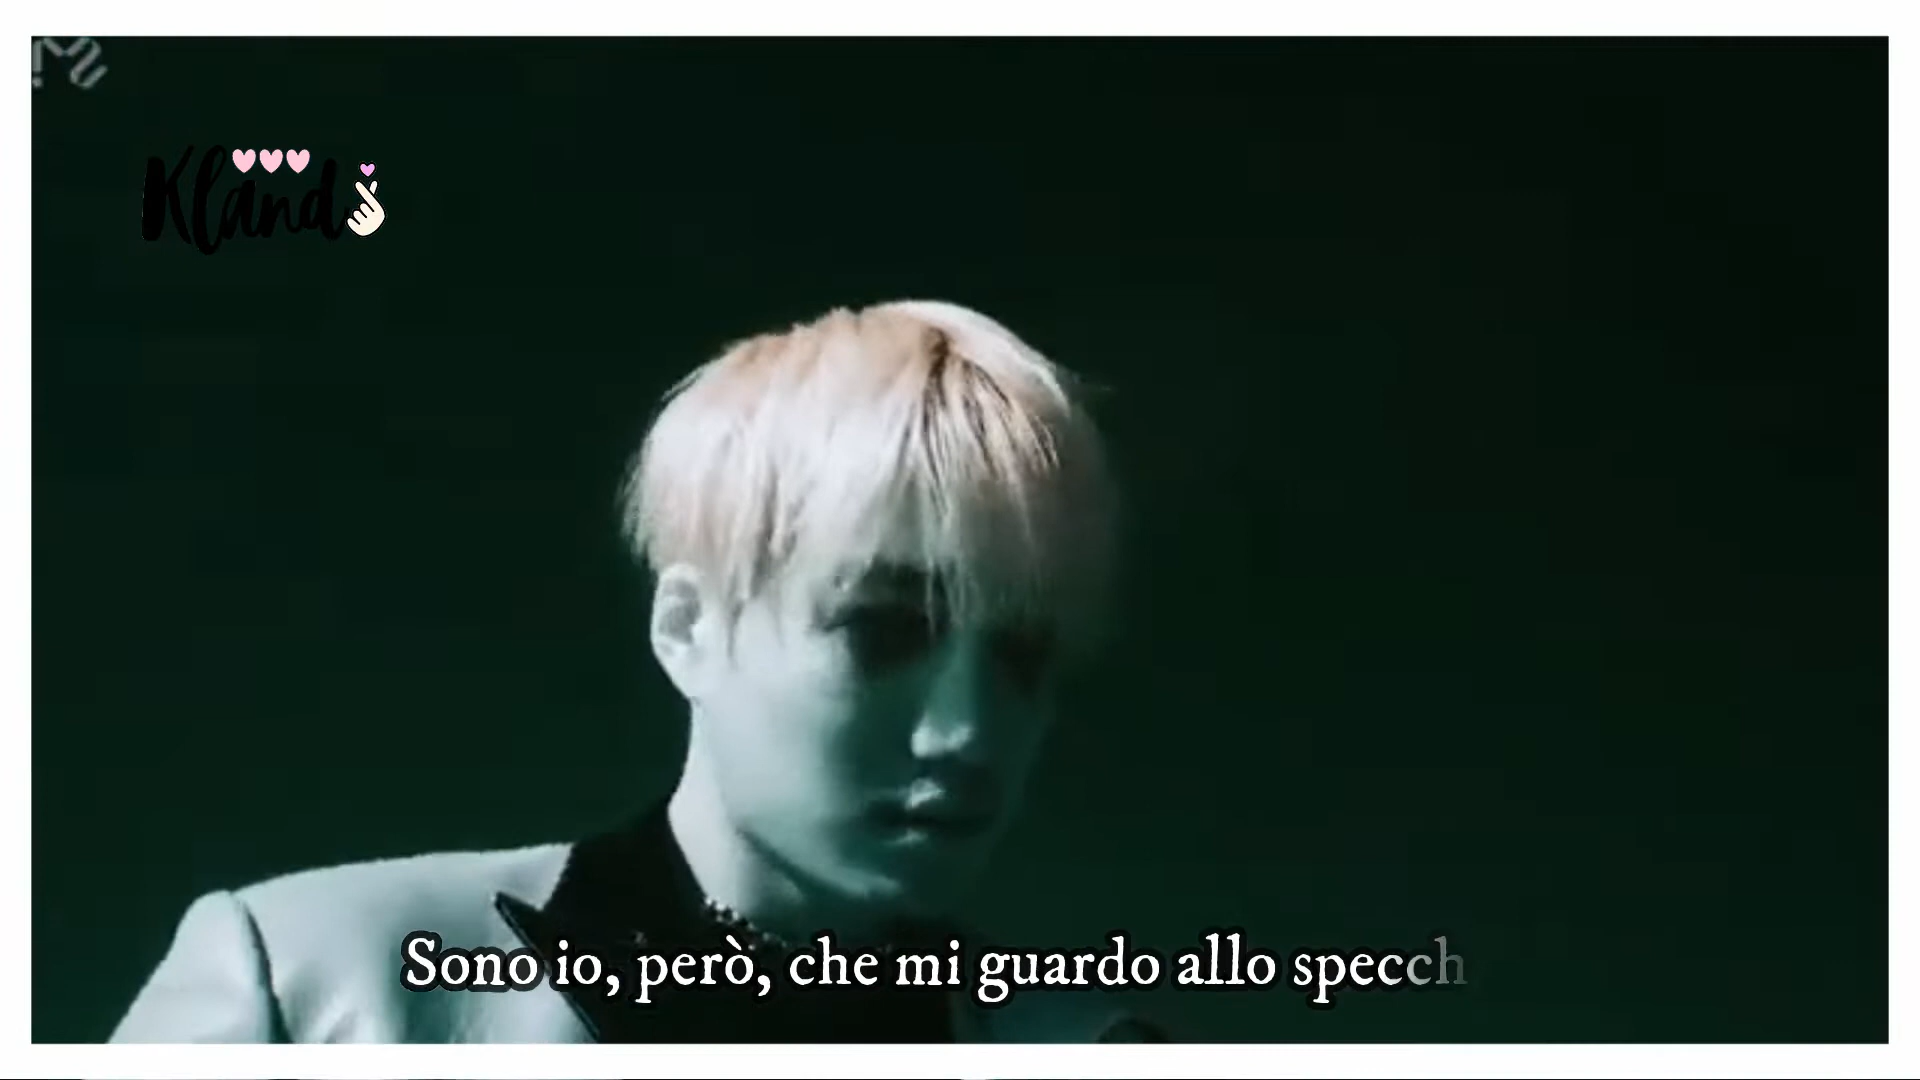 Kland
Sono io, però, che mi guardo allo specch